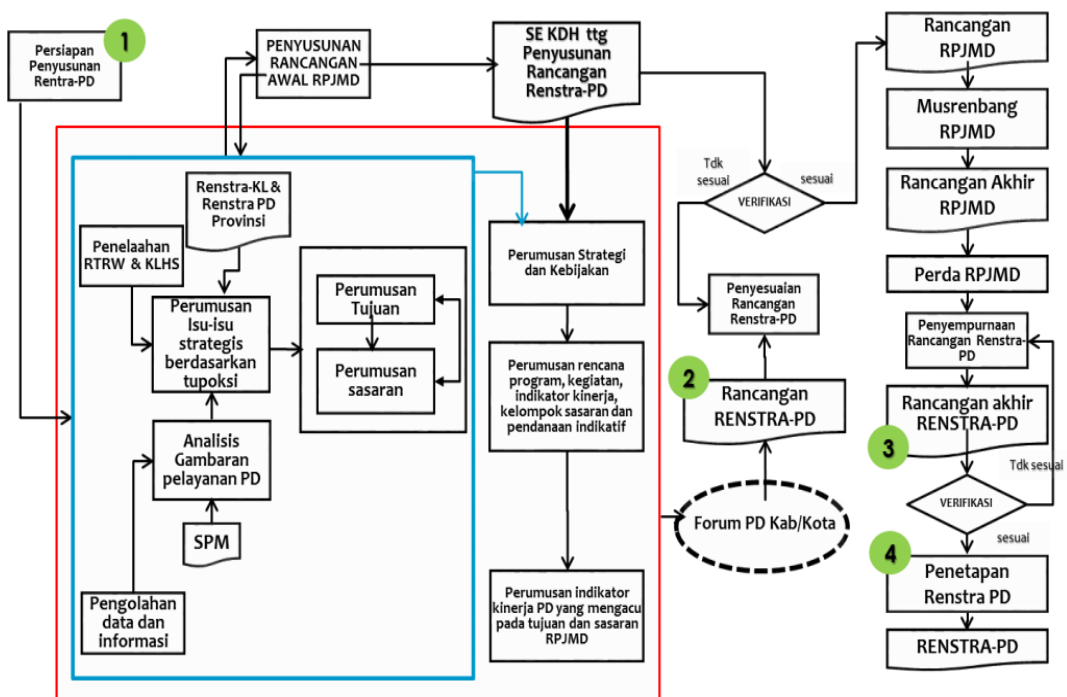 1
Persiapan
Penyusunan
Rentra-PD
PENYUSUNAN
RANCANGAN
AWAL RPJMD
SE KDH ttg
Penyusunan
Rancangan
Renstra-PD
Renstra-KL &
Renstra PD
Provinsi
Penelaahan
RTRW & KLHS
Perumusan
Isu-isu
strategis
berdasarkan
tupoksi
Perumusan
Tujuan
Perumusan
sasaran
Analisis
Gambaran
pelayanan PD
SPM
Pengolahan
data dan
informasi
Perumusan Strategi
dan Kebijakan
Perumusan rencana
program, kegiatan,
indikator kinerja,
kelompok sasaran dan
pendanaan indikatif
Perumusan indikator
kinerja PD yang mengacu
pada tujuan dan sasaran
RPJMD
Tdk
sesuai
sesuai
VERIFIKASI
Penyesuaian
Rancangan
Renstra-PD
2
Rancangan
RENSTRA-PD
Forum PD Kab/Kota
Rancangan
RPJMD
Musrenbang
RPJMD
Rancangan Akhir
RPJMD
Perda RPJMD
Penyempurnaan
Rancangan Renstra-
PD
Rancangan akhir
RENSTRA-PD
3
Tdk sesuai
VERIFIKASI
sesuai
4
Penetapan
Renstra PD
RENSTRA-PD